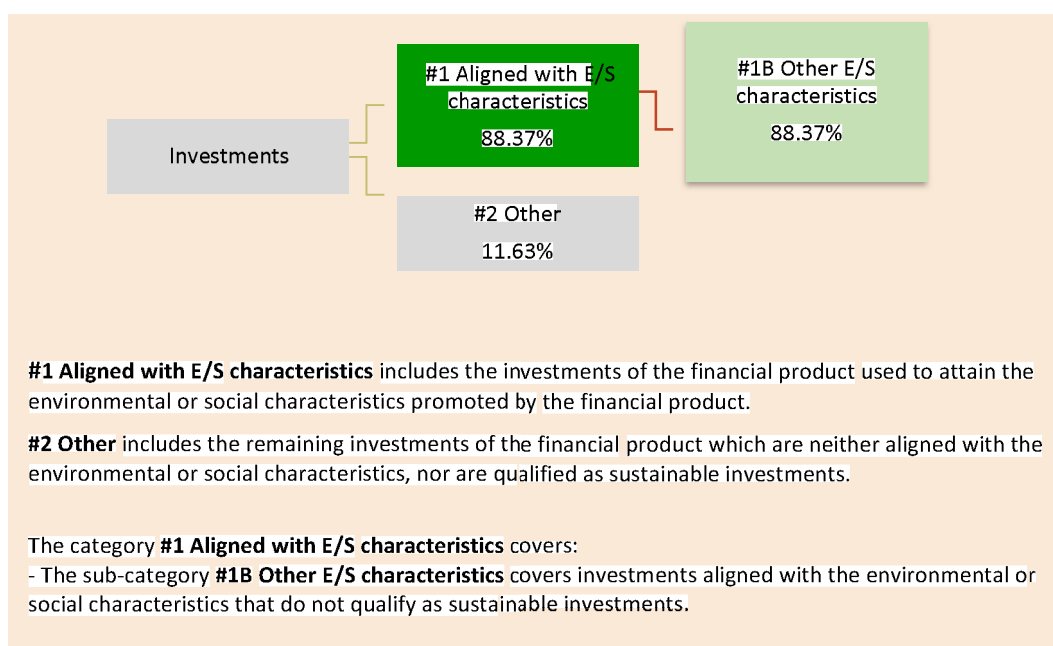 #1 Aligned with E/S
characteristics
88.37%
#1B Other E/S
characteristics
88.37%
Investments
#2 Other
11.63%
#1 Aligned with E/S characteristics includes the investments of the financial product used to attain the
environmental or social characteristics promoted by the financial product.
#2 Other includes the remaining investments of the financial product which are neither aligned with the
environmental or social characteristics, nor are qualified as sustainable investments.
The category #1 Aligned with E/S characteristics covers:
- The sub-category #1B Other E/S characteristics covers investments aligned with the environmental or
social characteristics that do not qualify as sustainable investments.